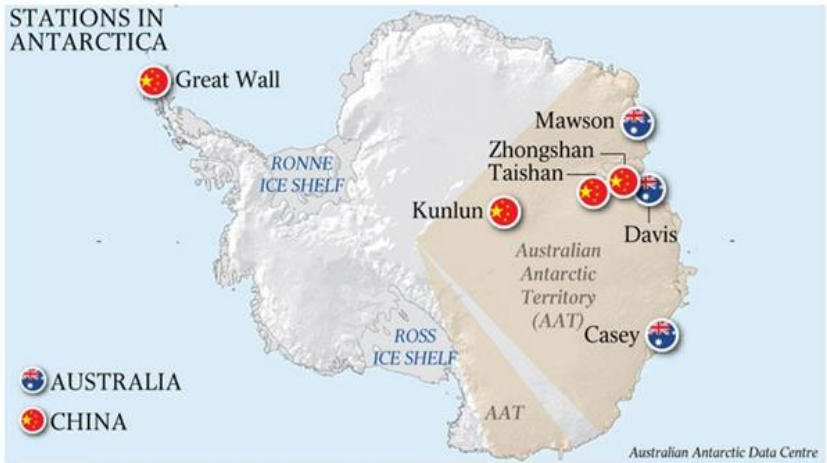 STATIONS IN
ANTARCTICA
Great Wall
Mawson
Zhongshan
Taishan
RONNE
ICE SHELF
Kunlun
Davis
Australian
Antarctic
Territory
(AAT)
Casey
ROSS
ICE SHELF
AUSTRALIA
AAT
CHINA
Australian Antarctic Data Centre